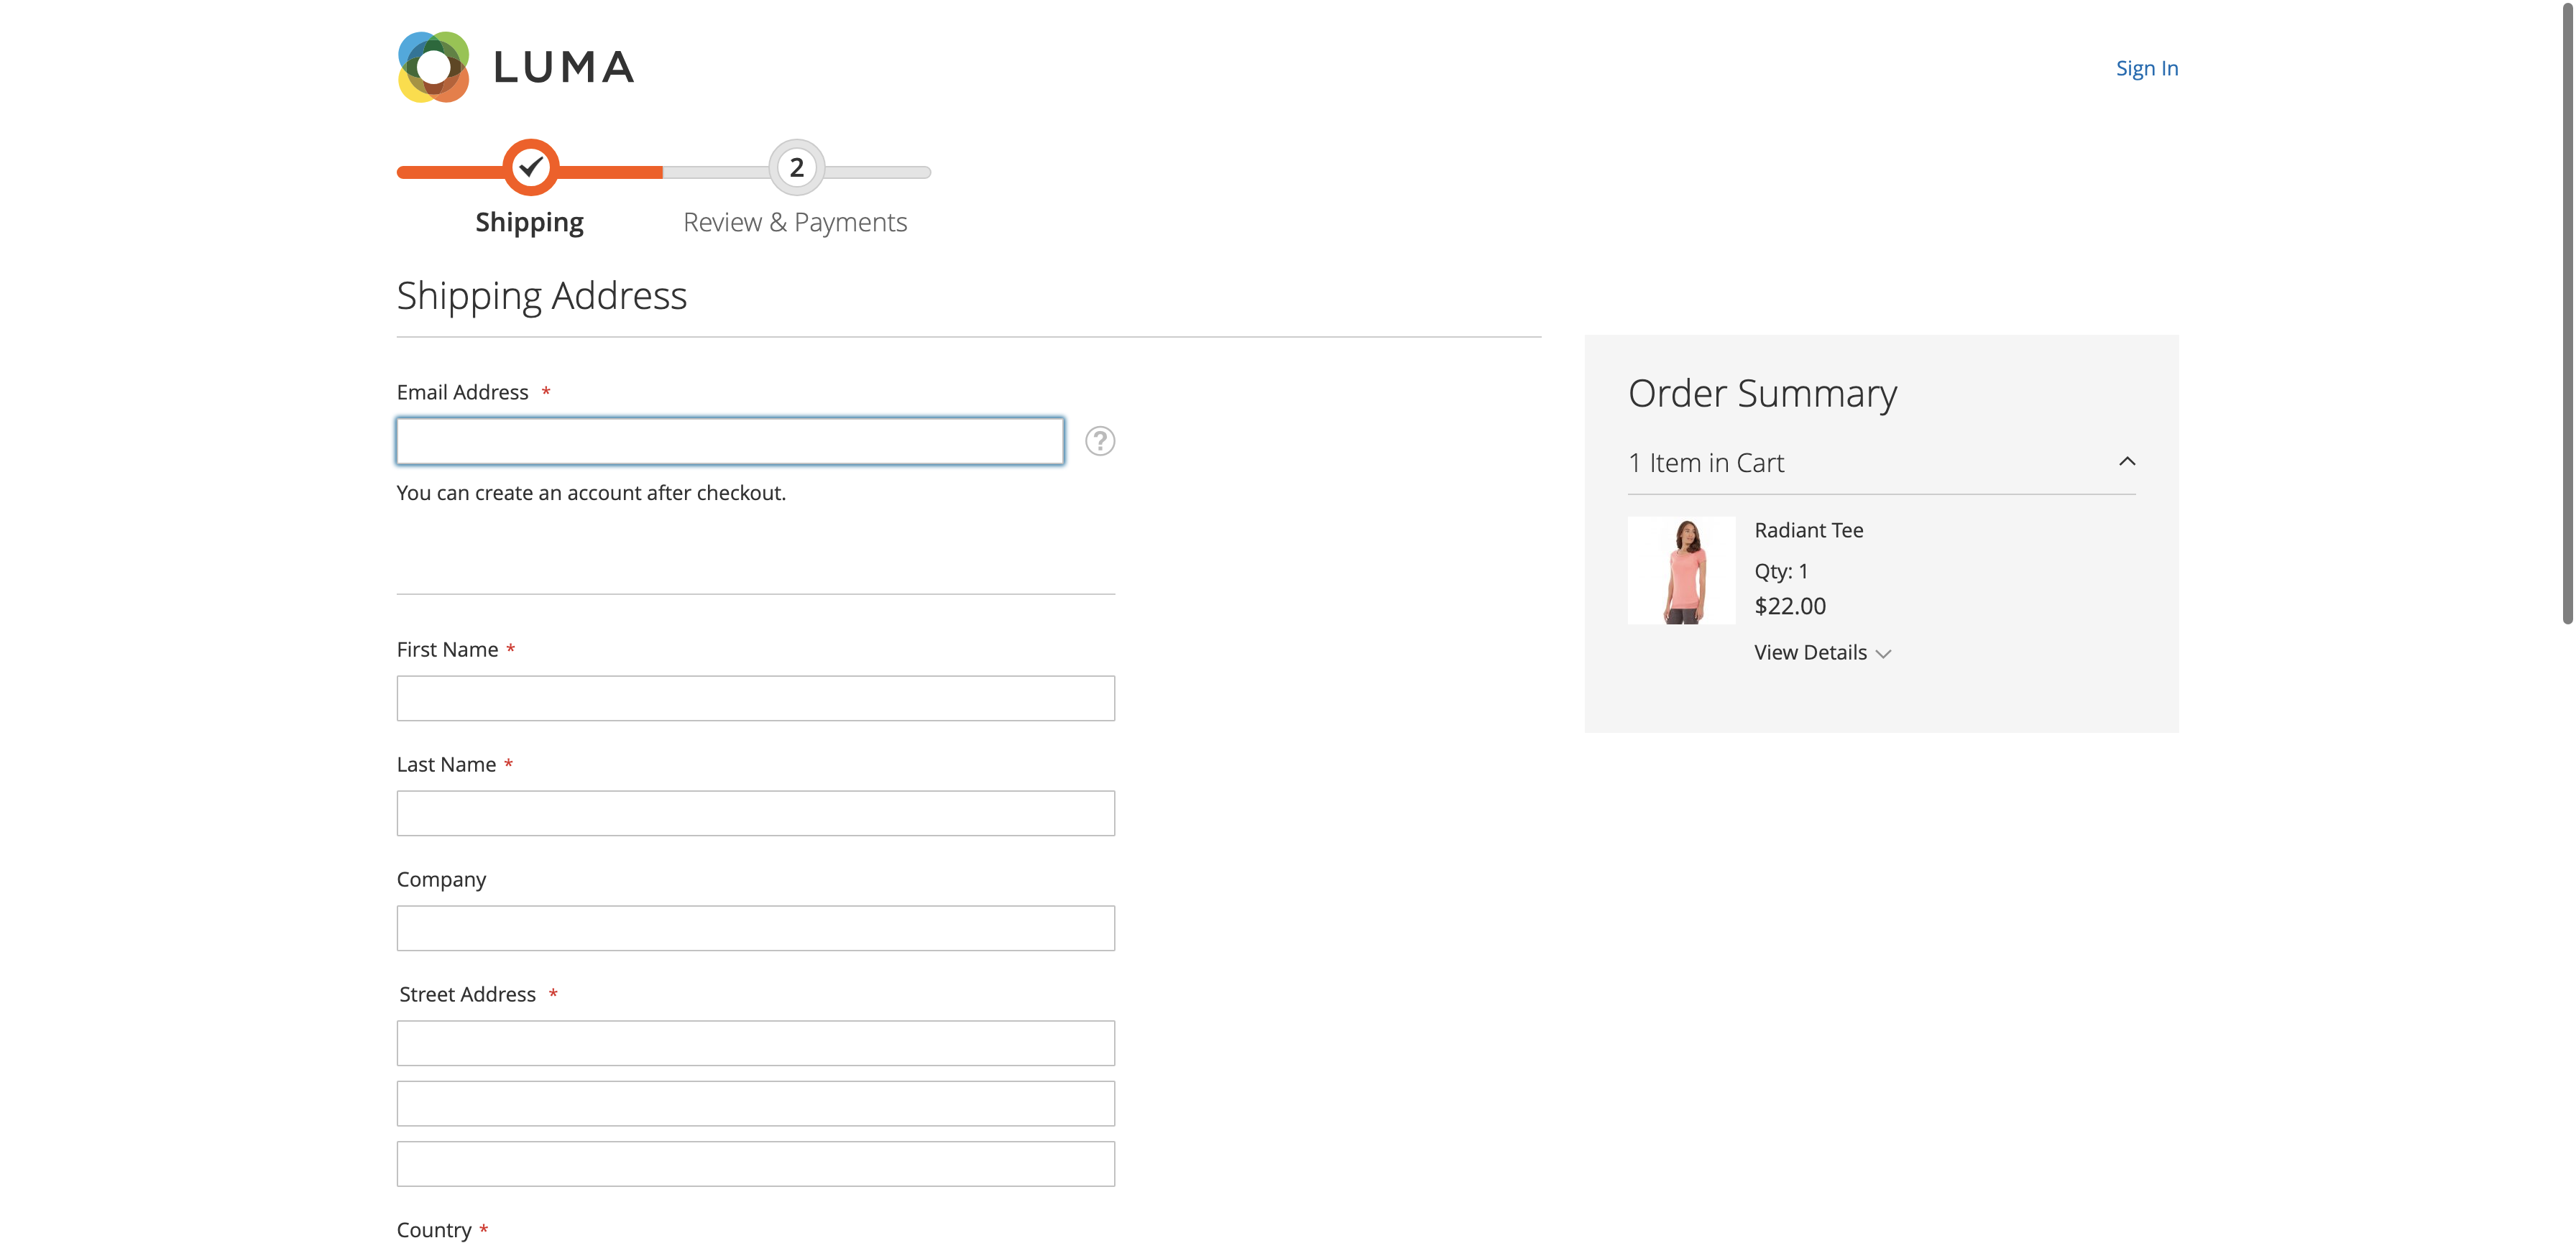 LUMA
Sign In
2
Shipping
Review & Payments
Shipping Address
Email Address *
?
You can create an account after checkout.
First Name *
Last Name *
Company
Street Address *
Country *
Order Summary
1 Item in Cart
Radiant Tee
Qty: 1
$22.00
View Details